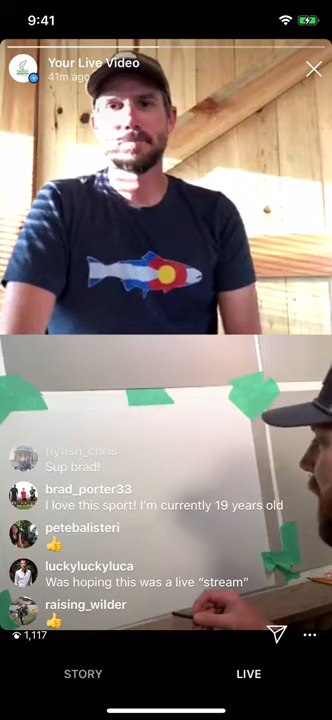 9:41
Your Live Video
41m ago
hynsn_chris
Sup brad!
brad_porter33
I love this sport! I'm currently 19 years old
petebalisteri
👍
luckyluckyluca
Was hoping this was a live “stream”
raising_wilder
👍
1,117
STORY
LIVE